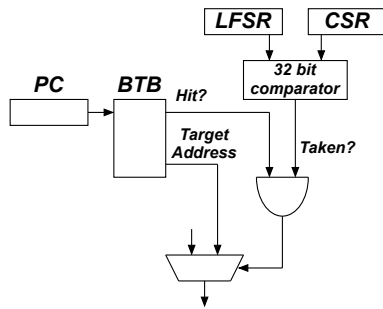 LFSR
CSR
PC
BTB
Hit?
32 bit
comparator
Target
Address
Taken?